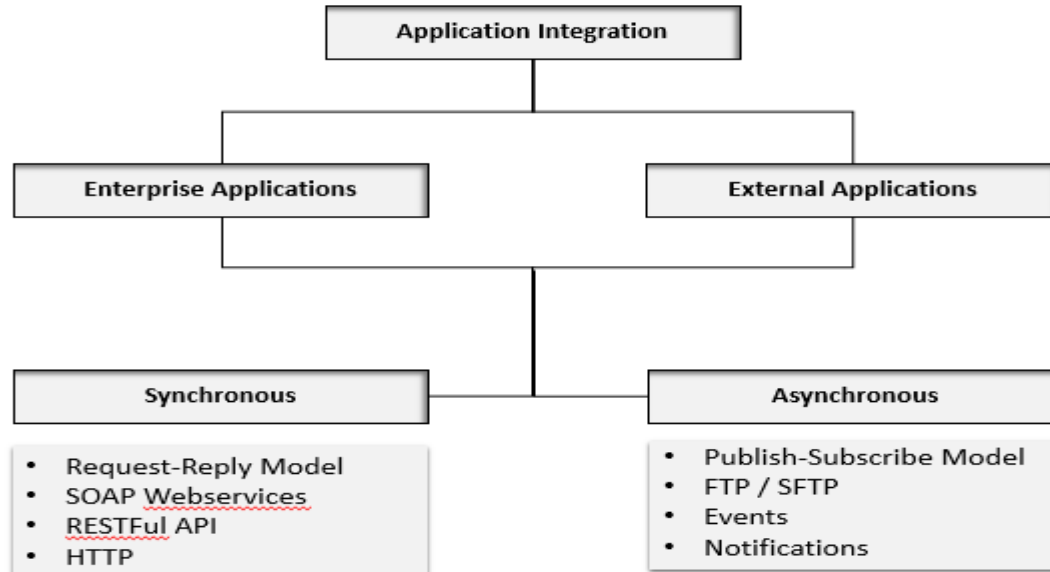 Application Integration
Enterprise Applications
External Applications
Synchronous
Asynchronous
• Request-Reply Model
• SOAP Webservices
• RESTFul API
• HTTP
• Publish-Subscribe Model
• FTP / SFTP
• Events
• Notifications